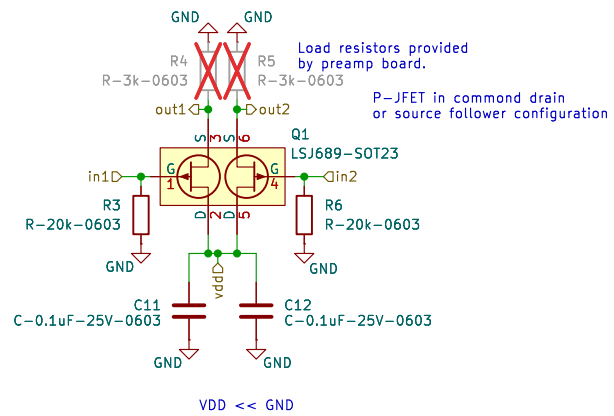 GND
GND
R4
R-3k-0603
R5
R-3k-0603
Load resistors provided
by preamp board.
P-JFET in commond drain
or source follower configuration
out1
out2
S
3
S
6
Q1
LSJ689-SOT23
in1
G
1
G
4
in2
R3
R-20k-0603
R6
R-20k-0603
D
2
D
5
GND
GND
vdd
C11
C-0.1uF-25V-0603
C12
C-0.1uF-25V-0603
GND
GND
VDD << GND